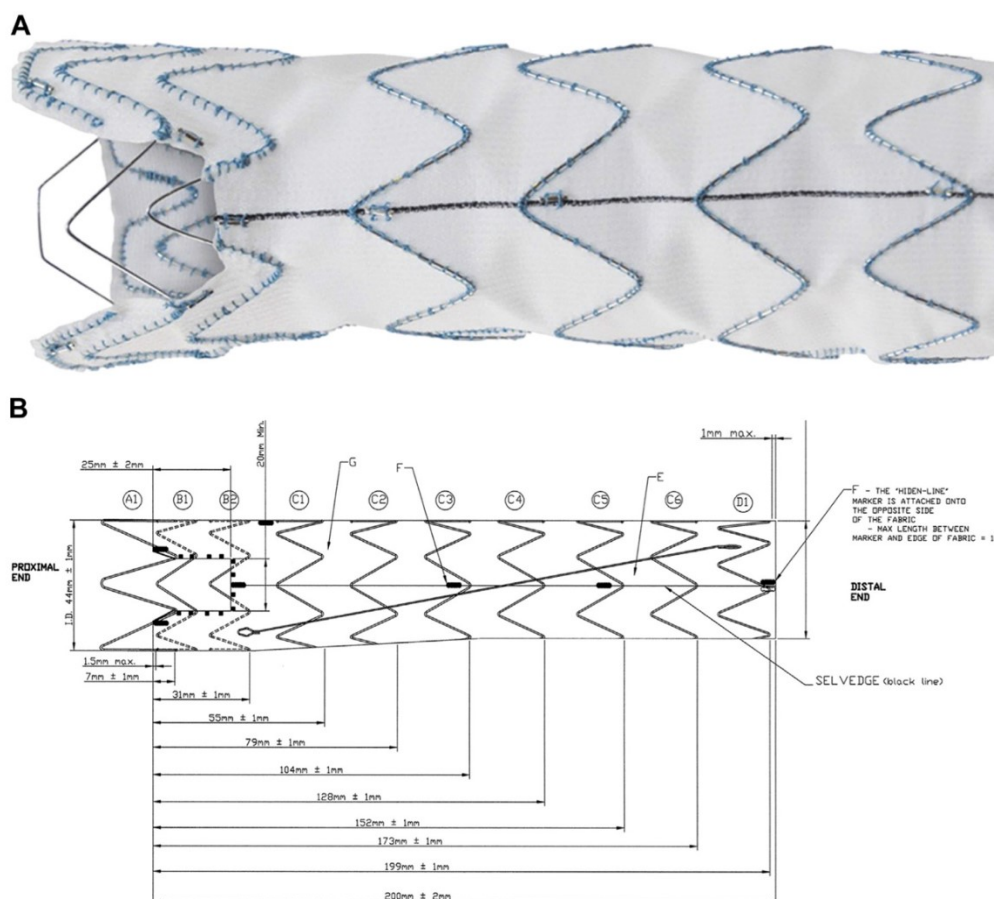 A
B
1mm max.
25mm ± 2mm
20mm Min.
G
F
E
F - THE "HIDEN-LINE"
MARKER IS ATTACHED ONTO
THE OPPOSITE SIDE
OF THE FABRIC
- MAX LENGTH BETWEEN
MARKER AND EDGE OF FABRIC = 1
A1
B1
B2
C1
C2
C3
C4
C5
C6
D1
PROXIMAL
END
I.D. 44mm ± 1mm
DISTAL
END
1.5mm max.
7mm ± 1mm
31mm ± 1mm
SELVEDGE (black line)
55mm ± 1mm
79mm ± 1mm
104mm ± 1mm
128mm ± 1mm
152mm ± 1mm
173mm ± 1mm
199mm ± 1mm
200mm ± 2mm